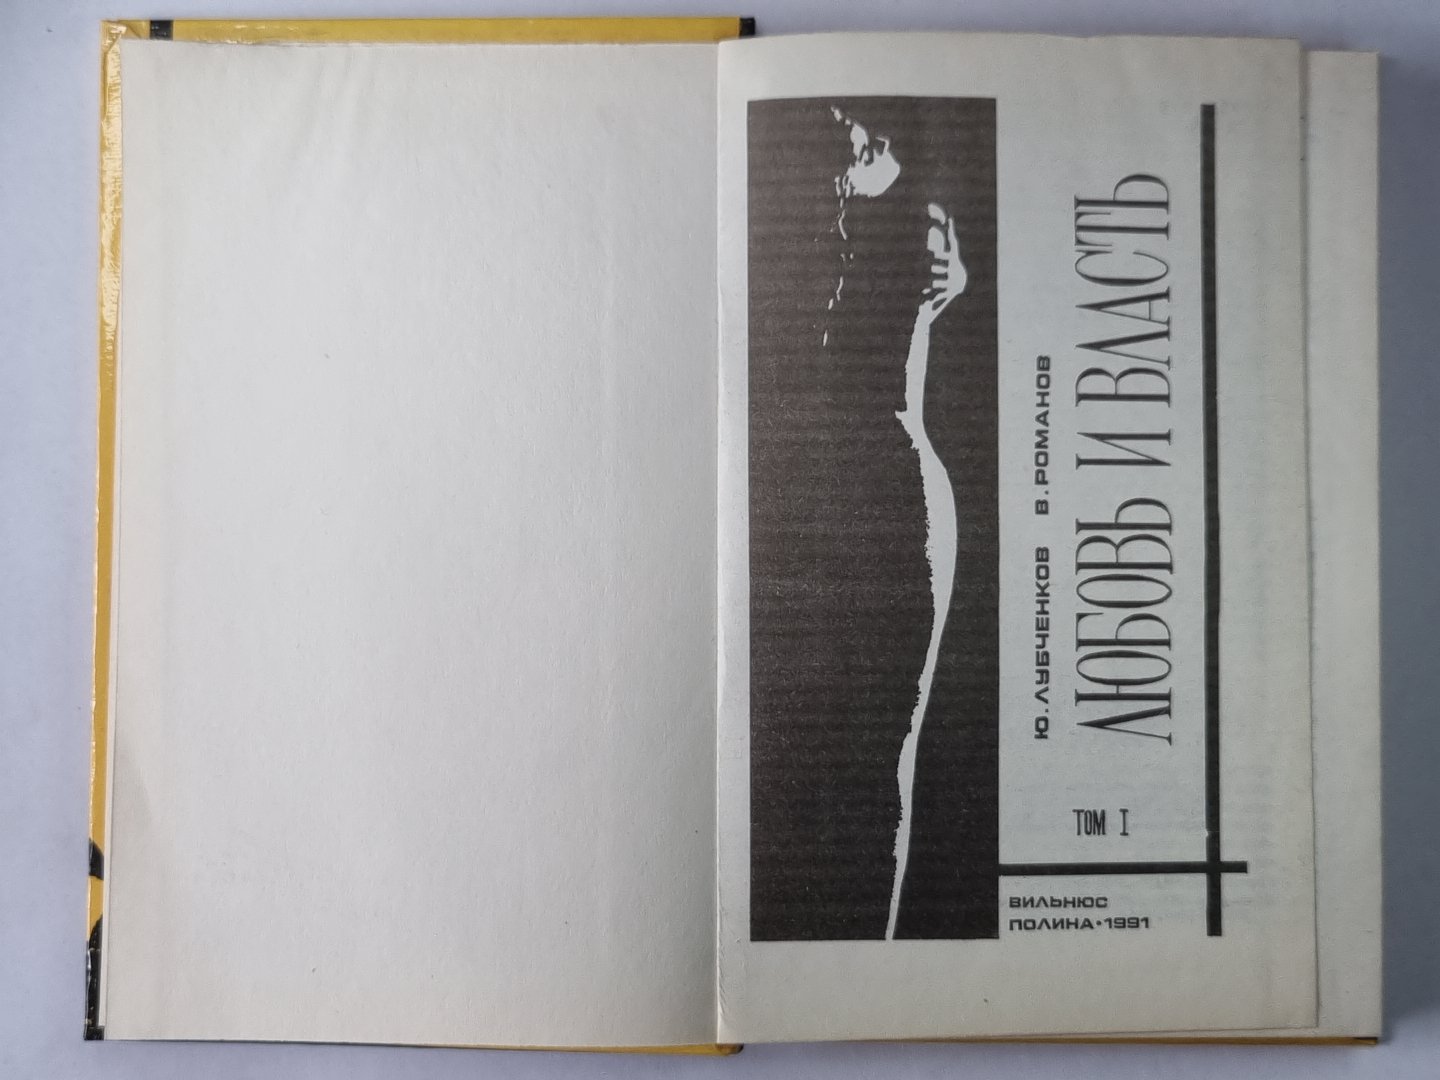 Ю. ЛУБЧЕНКОВ В. РОМАНОВ
ЛЮБОВЬ И ВЛАСТЬ
ТОМ I
ВИЛЬНЮС
ПОЛИНА • 1991